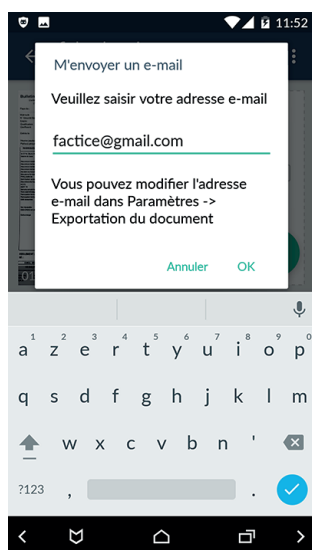 11:52
M'envoyer un e-mail
Veuillez saisir votre adresse e-mail
factice@gmail.com
Vous pouvez modifier l'adresse
e-mail dans Paramètres ->
Exportation du document
Annuler OK
a 1 z 2 e 3 r 4 t 5 y 6 u 7 i 8 o 9 p 0
q s d f g h j k l m
w x c v b n '
?123 , .